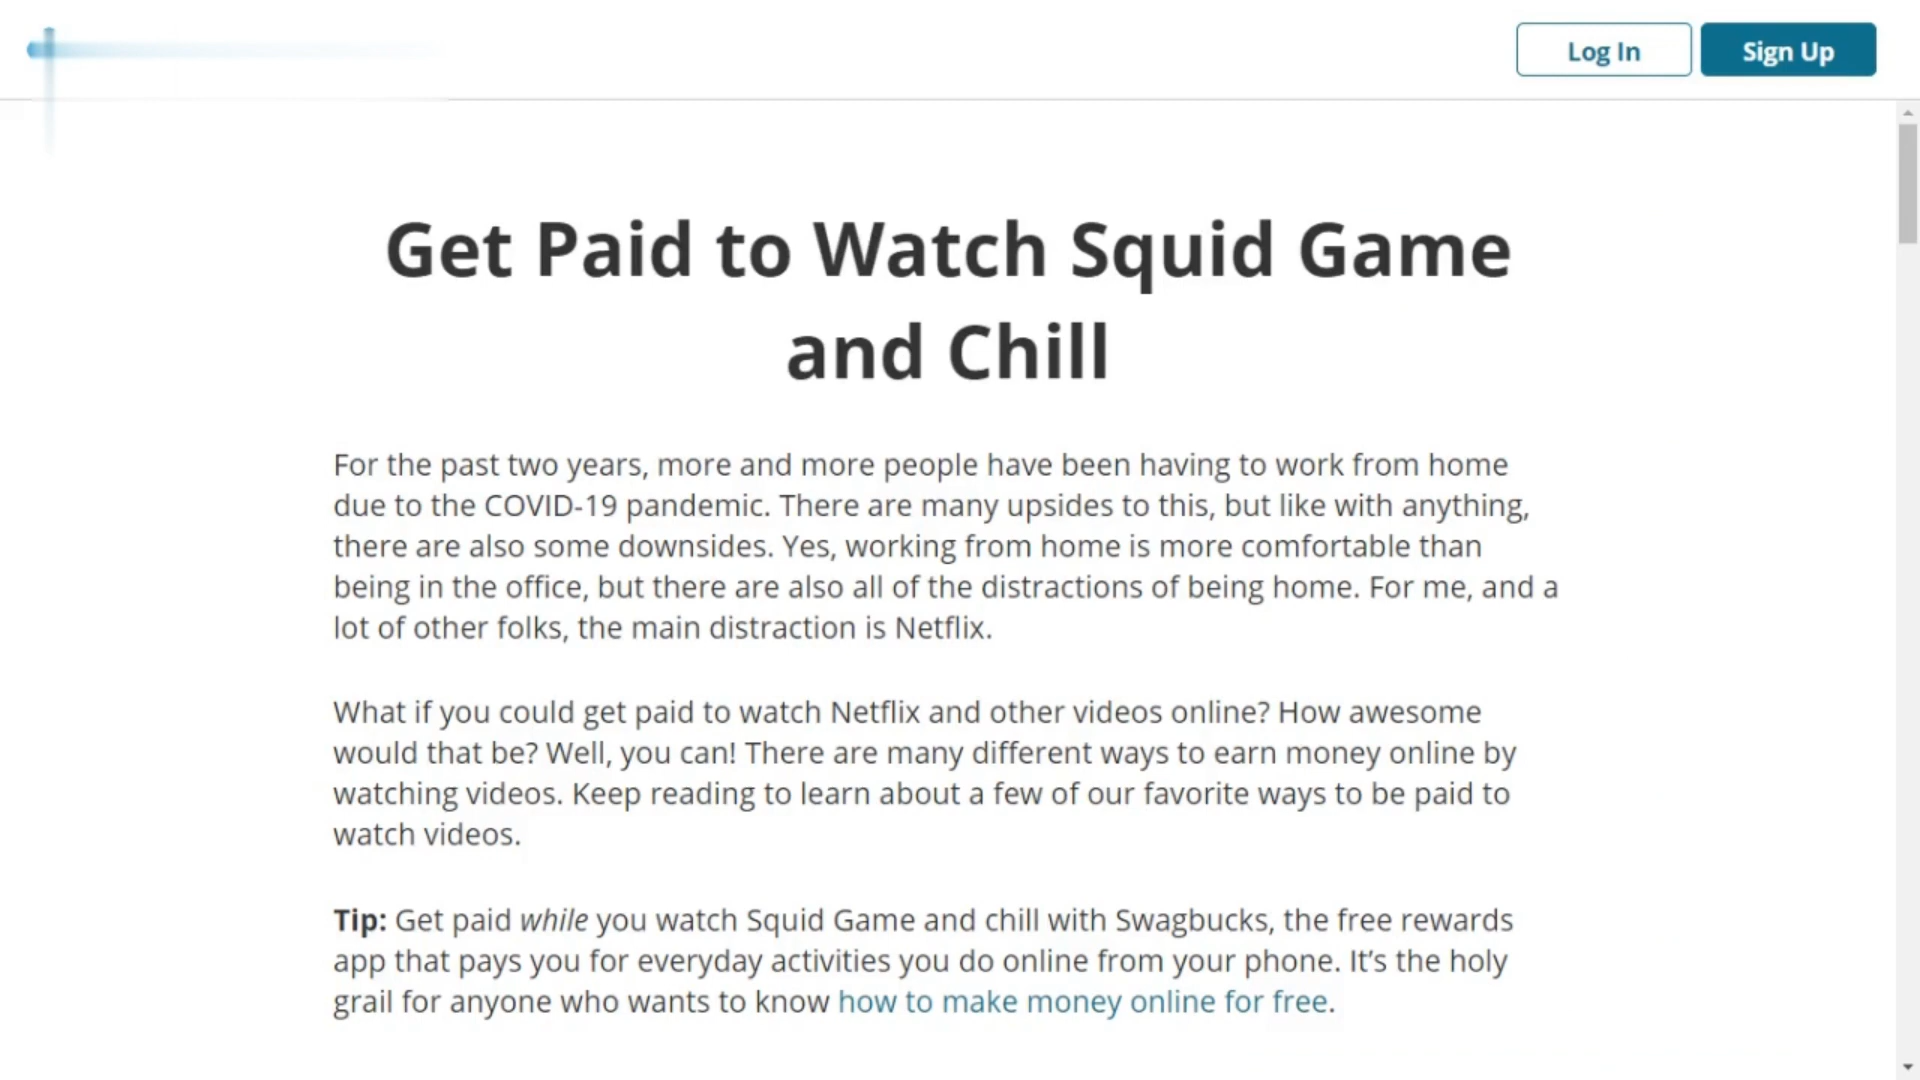 Log In
Sign Up
Get Paid to Watch Squid Game
and Chill
For the past two years, more and more people have been having to work from home
due to the COVID-19 pandemic. There are many upsides to this, but like with anything,
there are also some downsides. Yes, working from home is more comfortable than
being in the office, but there are also all of the distractions of being home. For me, and a
lot of other folks, the main distraction is Netflix.
What if you could get paid to watch Netflix and other videos online? How awesome
would that be? Well, you can! There are many different ways to earn money online by
watching videos. Keep reading to learn about a few of our favorite ways to be paid to
watch videos.
Tip: Get paid while you watch Squid Game and chill with Swagbucks, the free rewards
app that pays you for everyday activities you do online from your phone. It’s the holy
grail for anyone who wants to know how to make money online for free.